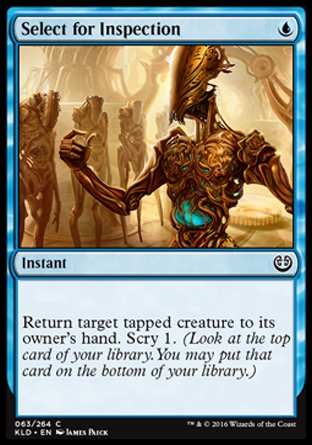 Select for Inspection
Instant
Return target tapped creature to its
owner's hand. Scry 1. (Look at the top
card of your library.You may put that
card on the bottom of your library.)
063/264 C
KLD • EN James Paick
™ & © 2016 Wizards of the Coast